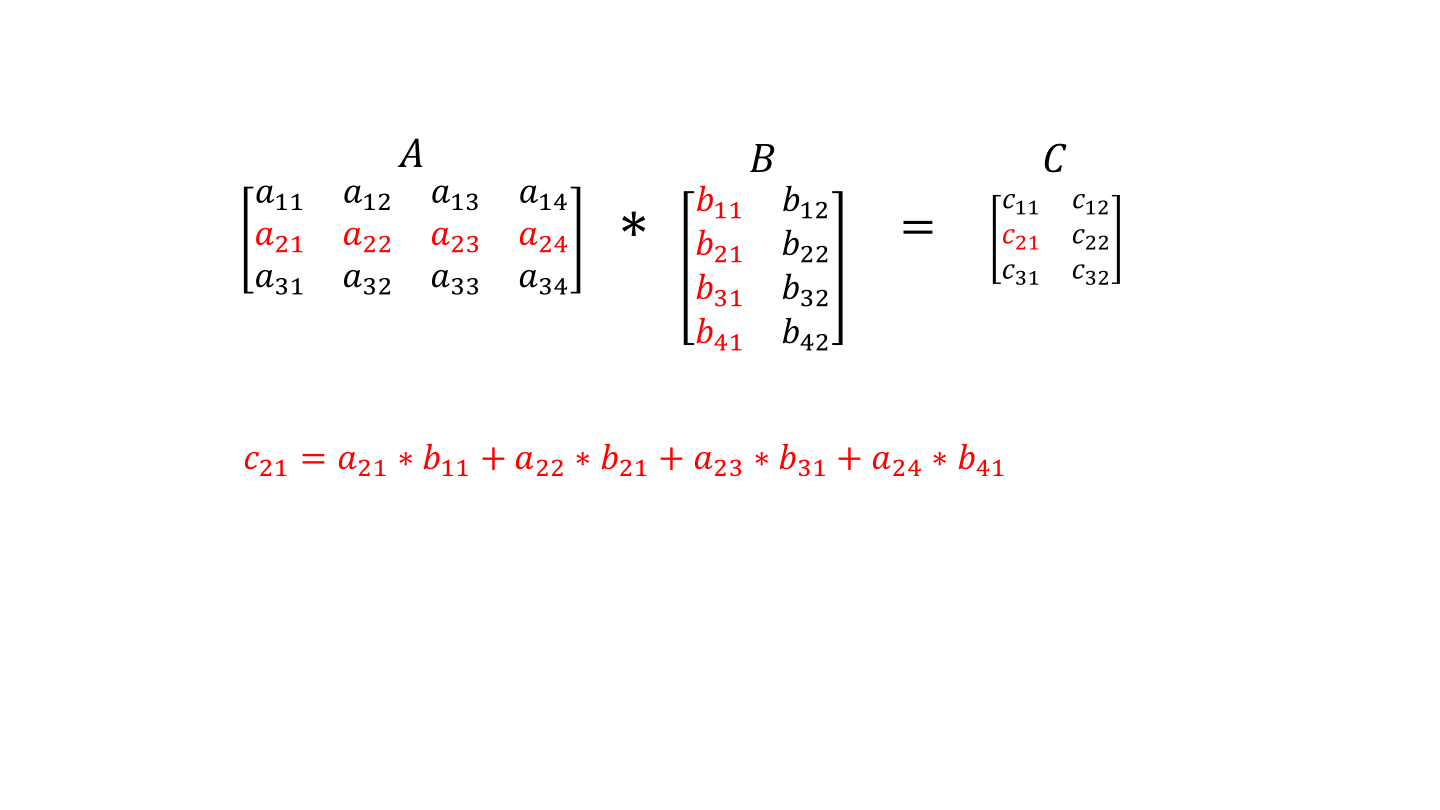 A B C
a11 a12 a13 a14
a21 a22 a23 a24
a31 a32 a33 a34
*
b11 b12
b21 b22
b31 b32
b41 b42
=
c11 c12
c21 c22
c31 c32
c21 = a21 * b11 + a22 * b21 + a23 * b31 + a24 * b41